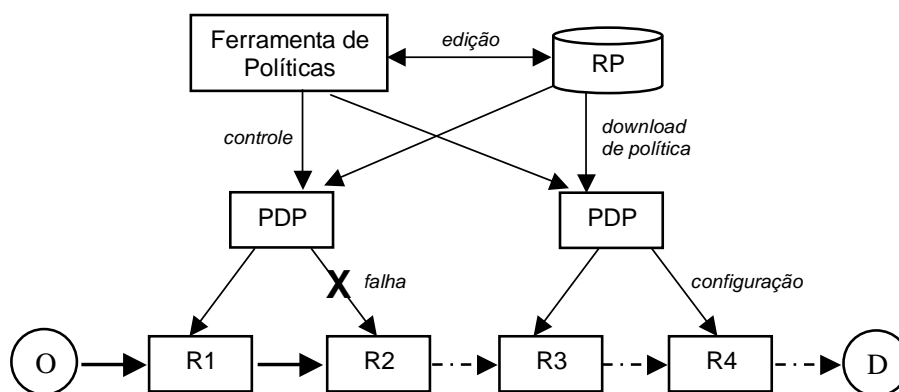 Ferramenta de
Políticas
edição
RP
controle
download
de política
PDP
PDP
X
falha
configuração
O
R1
R2
R3
R4
D